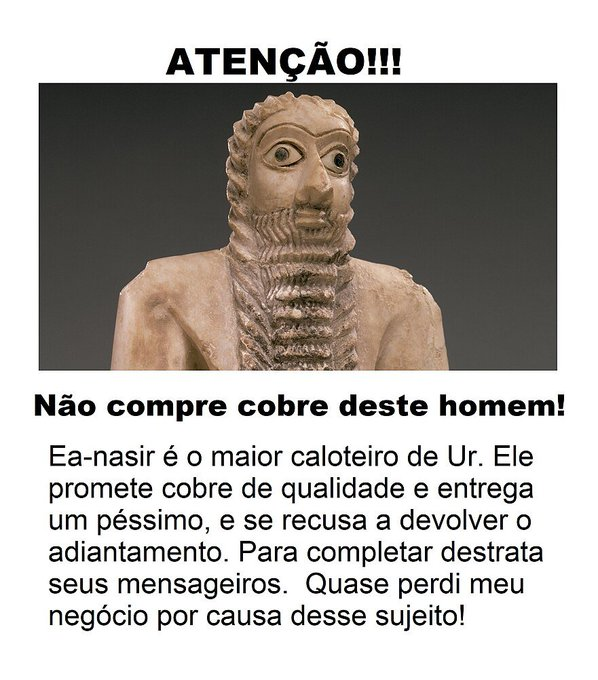 ATENÇÃO!!!
Não compre cobre deste homem!
Ea-nasir é o maior caloteiro de Ur. Ele
promete cobre de qualidade e entrega
um péssimo, e se recusa a devolver o
adiantamento. Para completar destrata
seus mensageiros.  Quase perdi meu
negócio por causa desse sujeito!